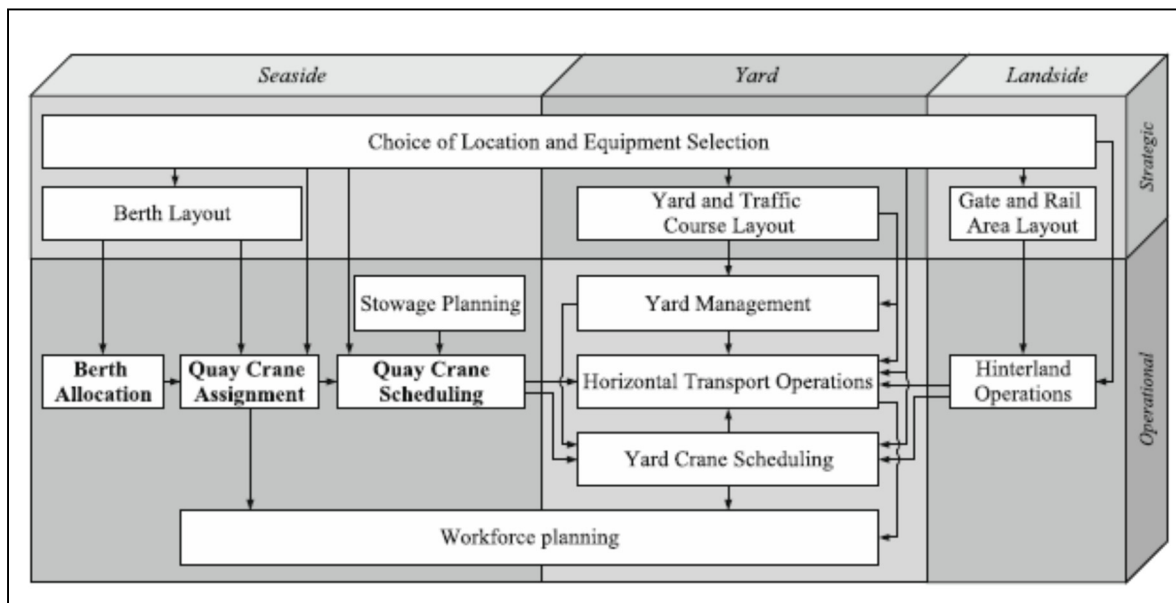 Seaside
Yard
Landside
Choice of Location and Equipment Selection
Strategic
Berth Layout
Yard and Traffic
Course Layout
Gate and Rail
Area Layout
Stowage Planning
Yard Management
Berth
Allocation
Quay Crane
Assignment
Quay Crane
Scheduling
Horizontal Transport Operations
Hinterland
Operations
Operational
Yard Crane Scheduling
Workforce planning